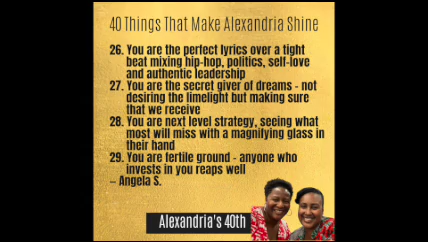 40 Things That Make Alexandria Shine
26. You are the perfect lyrics over a tight
beat mixing hip-hop, politics, self-love
and authentic leadership
27. You are the secret giver of dreams - not
desiring the limelight but making sure
that we receive
28. You are next level strategy, seeing what
most will miss with a magnifying glass in
their hand
29. You are fertile ground - anyone who
invests in you reaps well
-- Angela S.
Alexandria's 40th